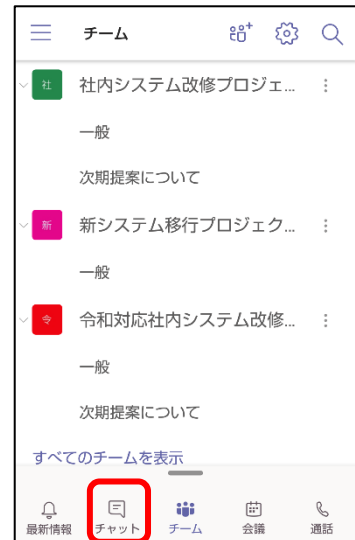 チーム
社 社内システム改修プロジェ...
一般
次期提案について
新 新システム移行プロジェク...
一般
令 令和対応社内システム改修...
一般
次期提案について
すべてのチームを表示
最新情報 チャット チーム 会議 通話